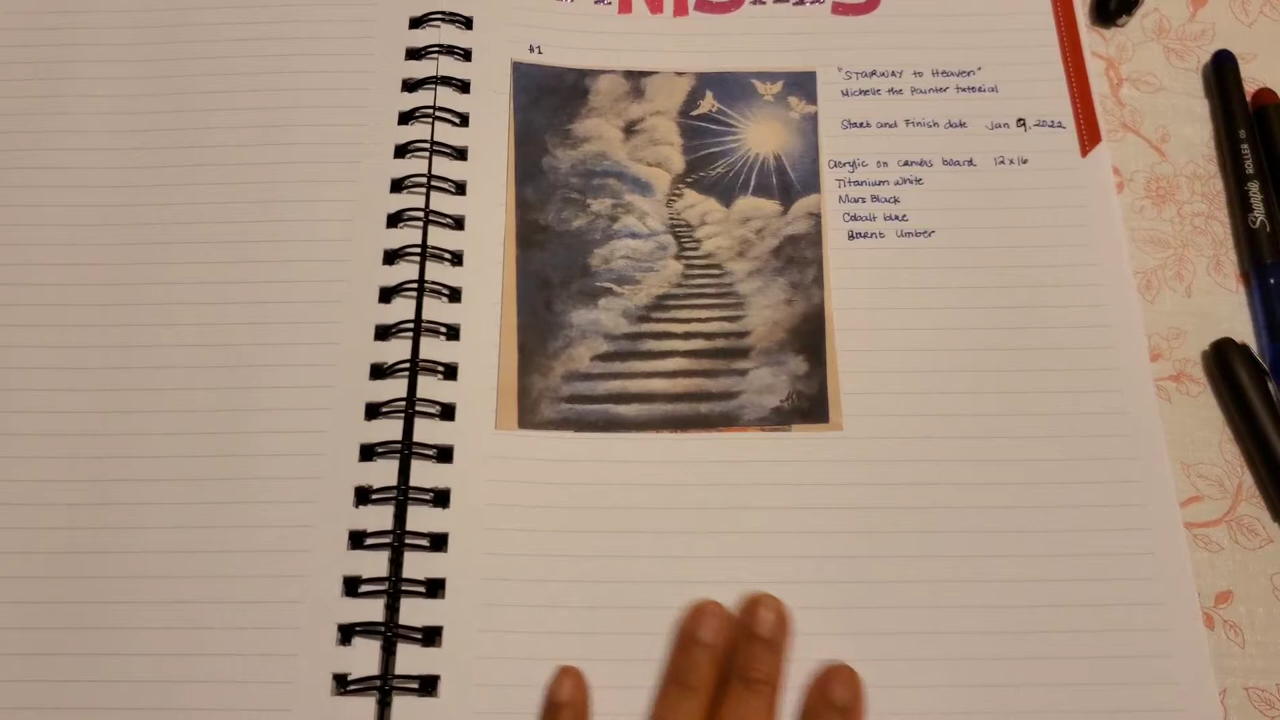 #1
"STAIRWAY to Heaven"
Michelle the Painter tutorial
Start and Finish date Jan 9, 2022
Acrylic on canvas board 12x16
Titanium White
Mars Black
Cobalt blue
Burnt Umber
Sharpie ROLLER